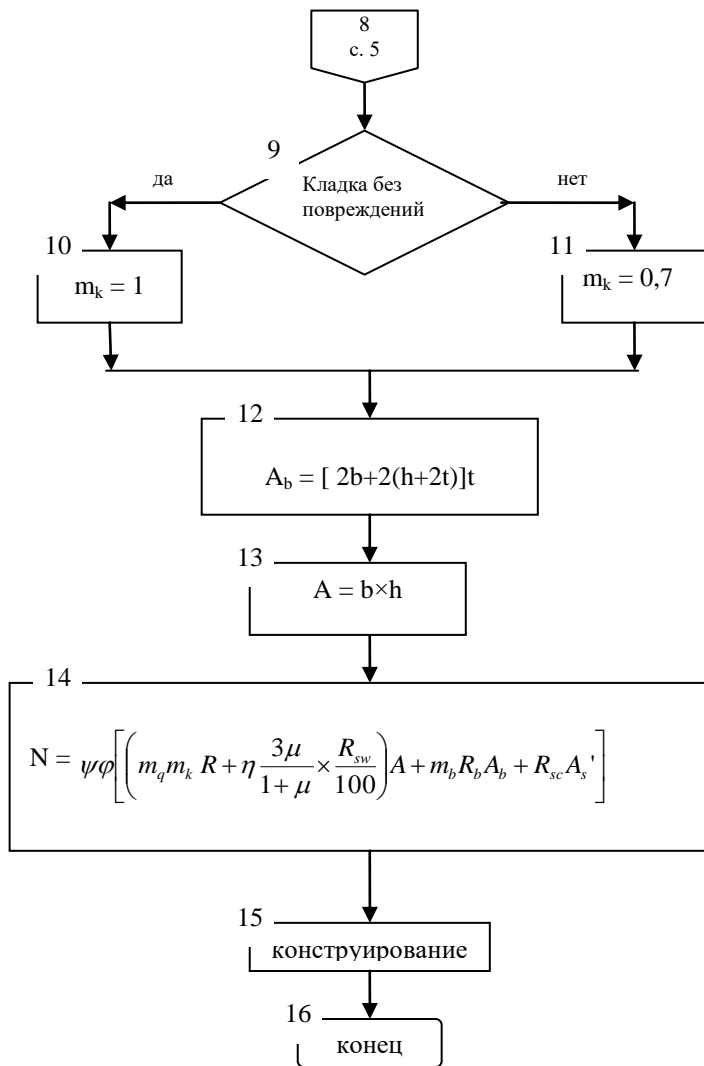 8
с. 5
9
Кладка без
повреждений
да
нет
10
m_k = 1
11
m_k = 0,7
12
A_b = [ 2b+2(h+2t)]t
13
A = b×h
14
N = ψφ[(m_q m_k R + η 3μ/(1+μ) × R_sw/100)A + m_b R_b A_b + R_sc A_s']
15
конструирование
16
конец